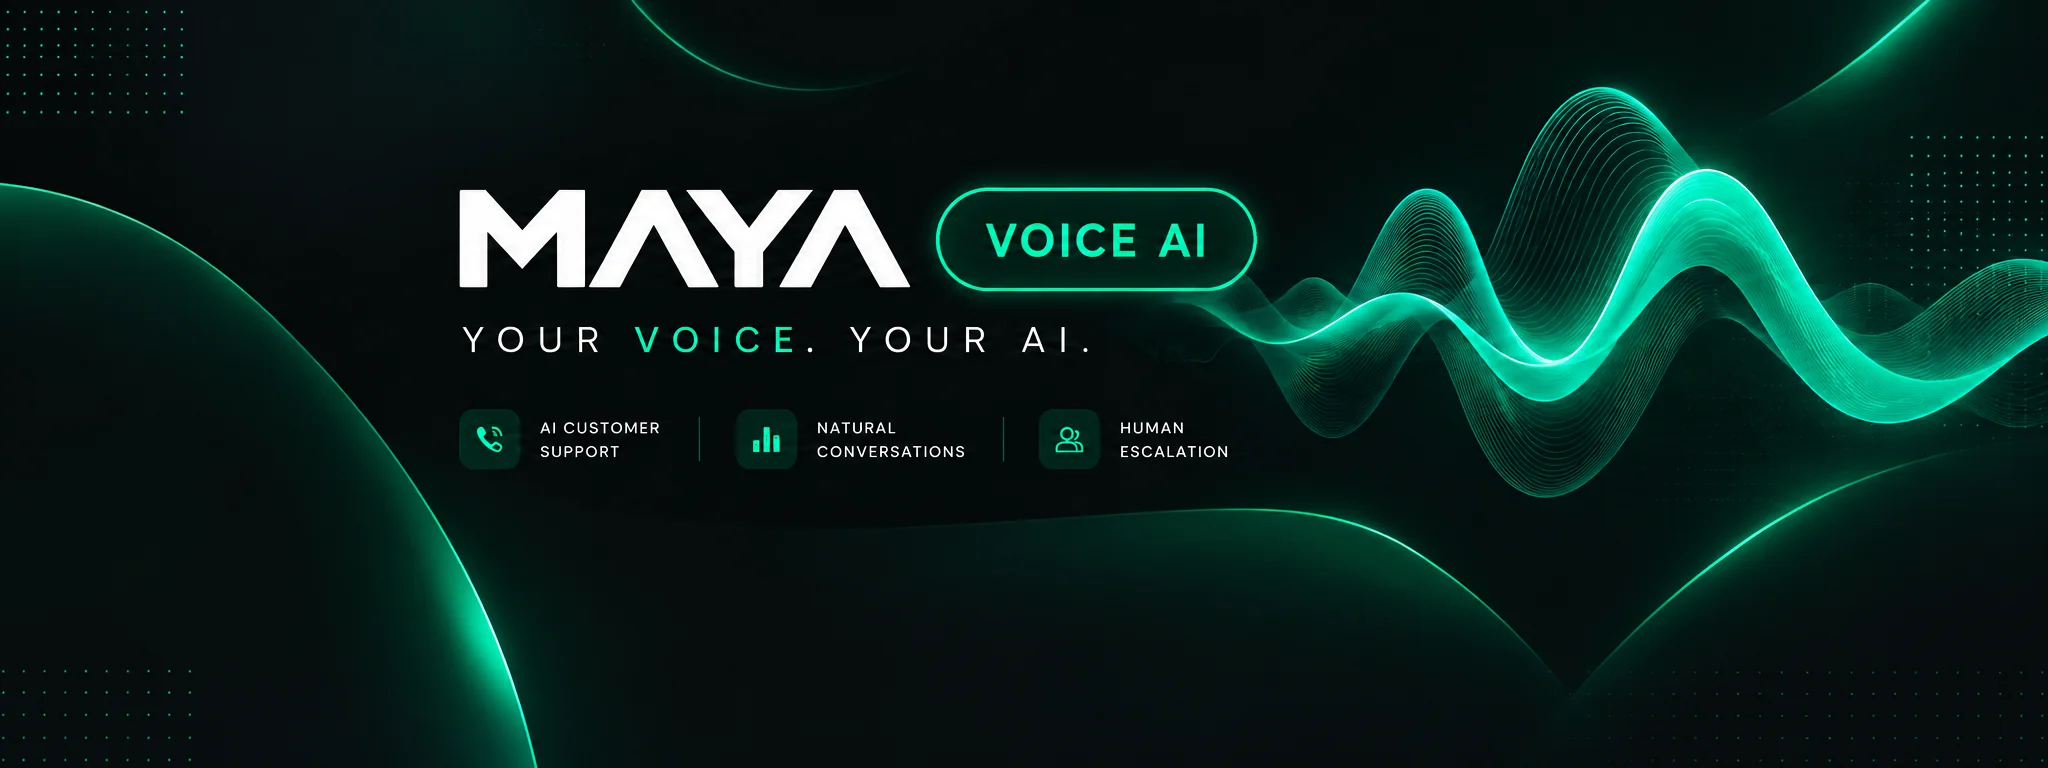 MAYA VOICE AI
YOUR VOICE. YOUR AI.
AI CUSTOMER
SUPPORT
NATURAL
CONVERSATIONS
HUMAN
ESCALATION